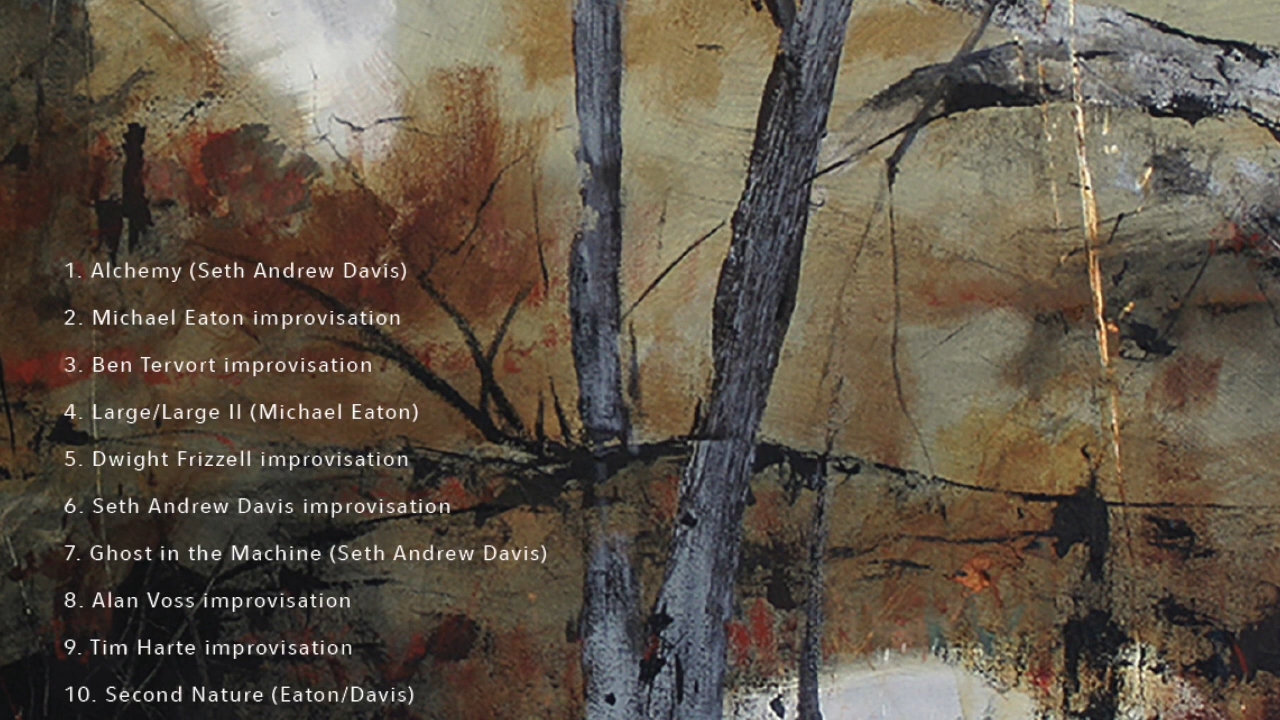 1. Alchemy (Seth Andrew Davis)
2. Michael Eaton improvisation
3. Ben Tervort improvisation
4. Large/Large II (Michael Eaton)
5. Dwight Frizzell improvisation
6. Seth Andrew Davis improvisation
7. Ghost in the Machine (Seth Andrew Davis)
8. Alan Voss improvisation
9. Tim Harte improvisation
10. Second Nature (Eaton/Davis)